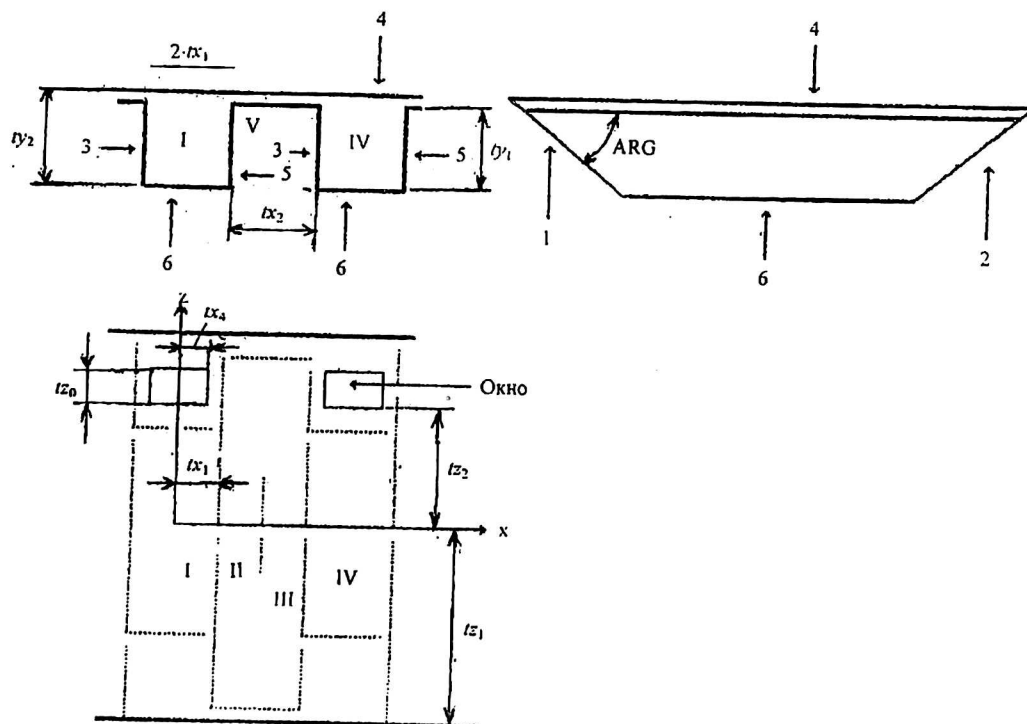 4
2·tx₁
4
ty₂
I
V
IV
3
3
5
5
ty₁
tx₂
6
6
ARG
1
6
2
z
tx₄
tz₀
Окно
tx₁
tz₂
x
I
II
III
IV
tz₁